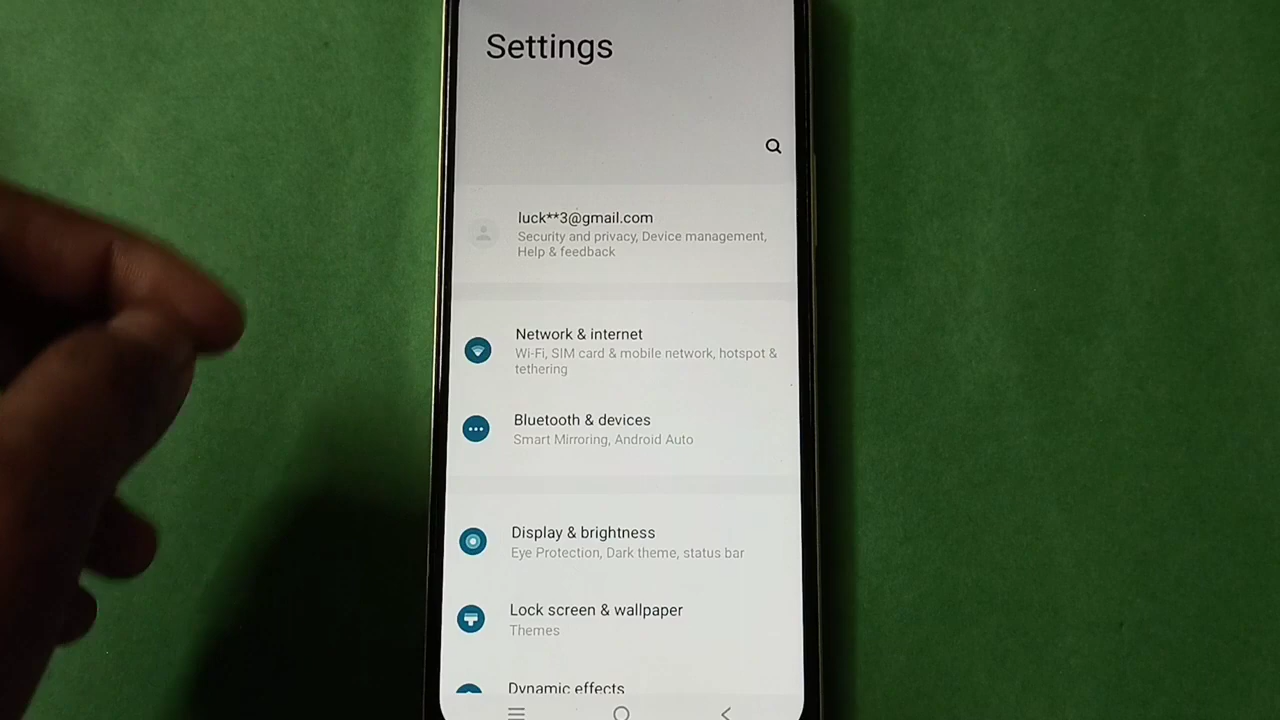 Settings
luck**3@gmail.com
Security and privacy, Device management,
Help & feedback
Network & internet
Wi-Fi, SIM card & mobile network, hotspot &
tethering
Bluetooth & devices
Smart Mirroring, Android Auto
Display & brightness
Eye Protection, Dark theme, status bar
Lock screen & wallpaper
Themes
Dynamic effects